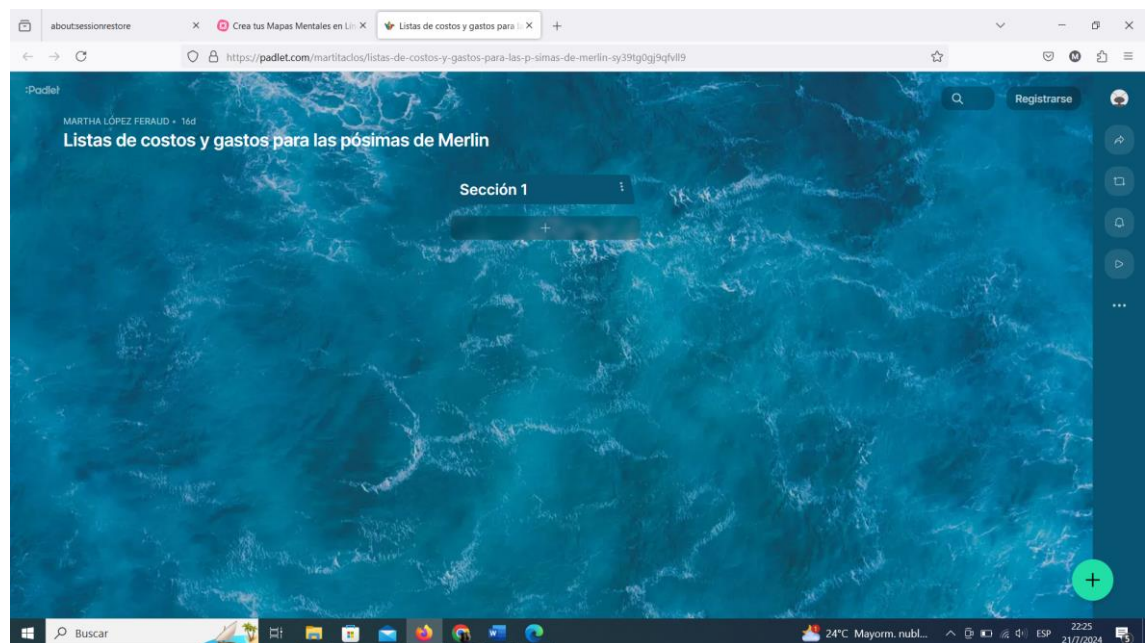 about:sessionrestore
Crea tus Mapas Mentales en Lín
Listas de costos y gastos para l
https://padlet.com/martitaclos/listas-de-costos-y-gastos-para-las-p-simas-de-merlin-sy39tg0gj9qfvll9
:Padlet
Registrarse
MARTHA LÓPEZ FERAUD • 16d
Listas de costos y gastos para las pósimas de Merlin
Sección 1
Buscar
24°C Mayorm. nubl...
ESP
22:25
21/7/2024